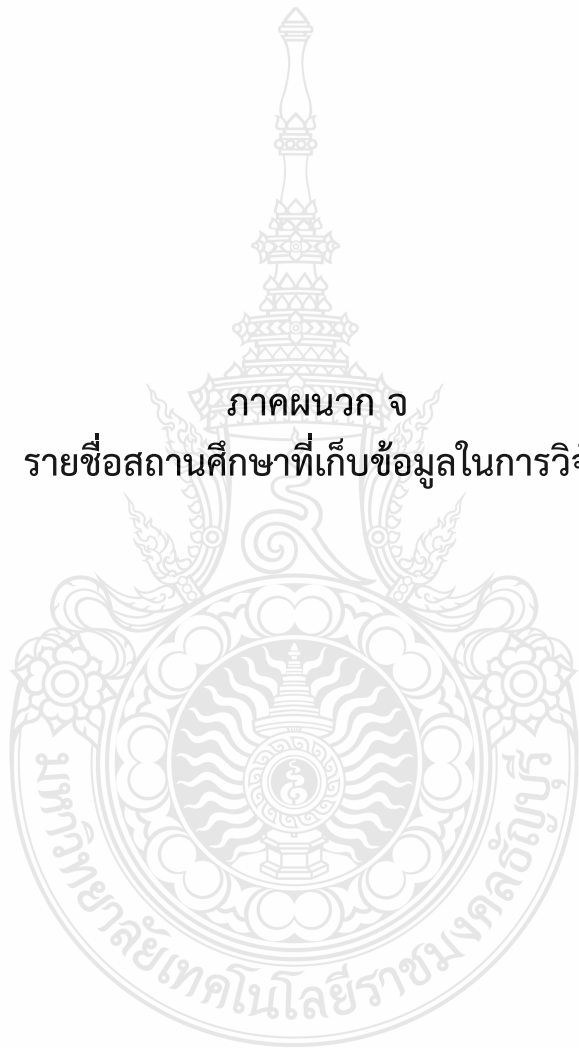 ภาคผนวก จ
รายชื่อสถานศึกษาที่เก็บข้อมูลในการวิ
มหาวิทยาลัยเทคโนโลยีราชมงคลธัญบุรี